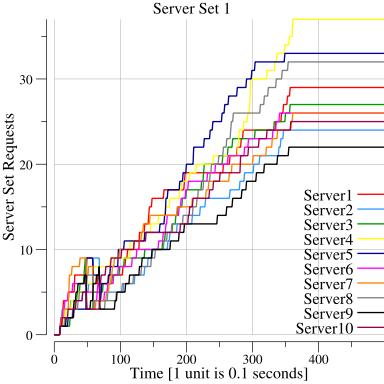 Server Set 1
Server Set Requests
30
20
10
0
Server1
Server2
Server3
Server4
Server5
Server6
Server7
Server8
Server9
Server10
0 100 200 300 400
Time [1 unit is 0.1 seconds]